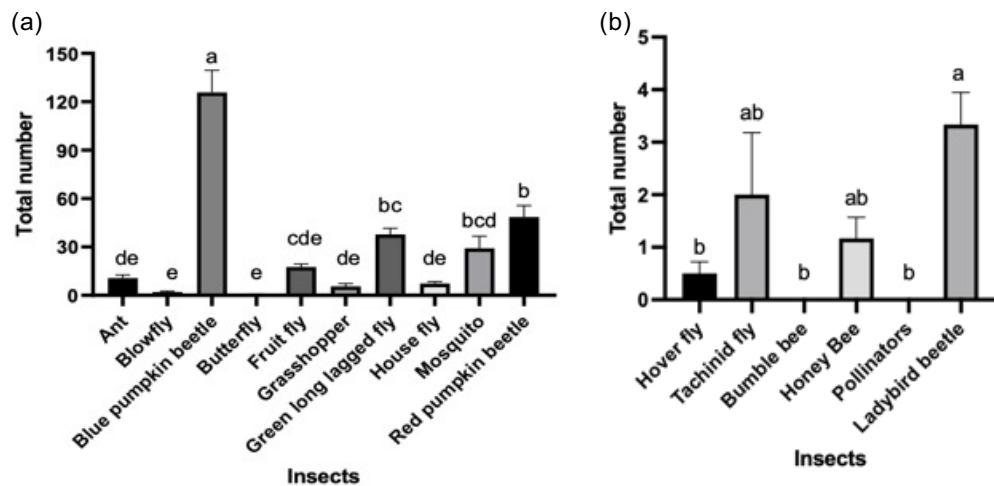 (a)
Total number
150
120
90
60
30
0
de
e
a
e
cde
de
bc
de
bcd
b
Ant
Blowfly
Blue pumpkin beetle
Butterfly
Fruit fly
Greasshopper
Green long lagged fly
House fly
Mosquito
Red pumpkin beetle
Insects
(b)
Total number
5
4
3
2
1
0
b
ab
b
ab
b
a
Hover fly
Tachinid fly
Bumble bee
Honey Bee
Pollinators
Ladybird beetle
Insects